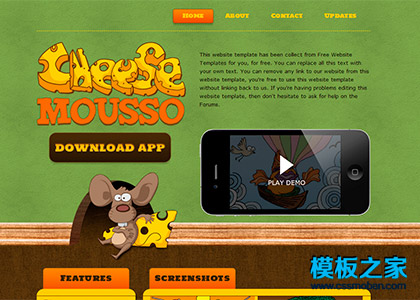 Home About Contact Updates
Cheese
MOUSSO
This website template has been collect from Free Website
Templates for you, for free. You can replace all this text with
your own text. You can remove any link to our website from this
website template, you're free to use this website template
without linking back to us. If you're having problems editing this
website template, then don't hesitate to ask for help on the
Forums.
DOWNLOAD APP
PLAY DEMO
FEATURES SCREENSHOTS
模板之家
www.cssmoban.com